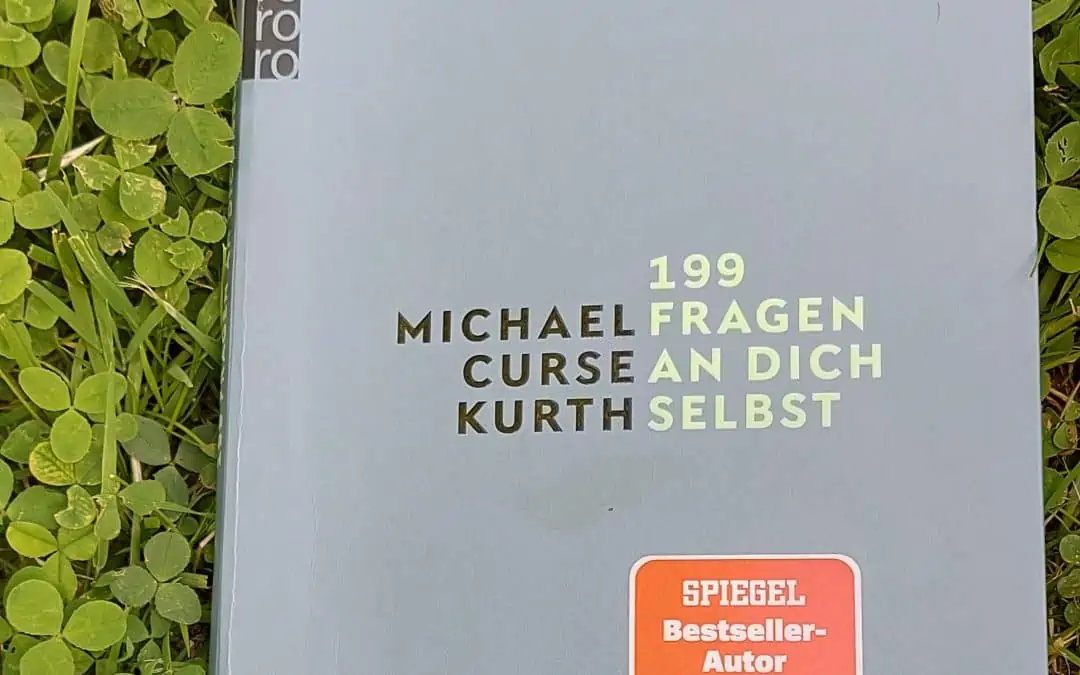 ro
ro
199
MICHAEL FRAGEN
CURSE AN DICH
KURTH SELBST
SPIEGEL
Bestseller-
Autor